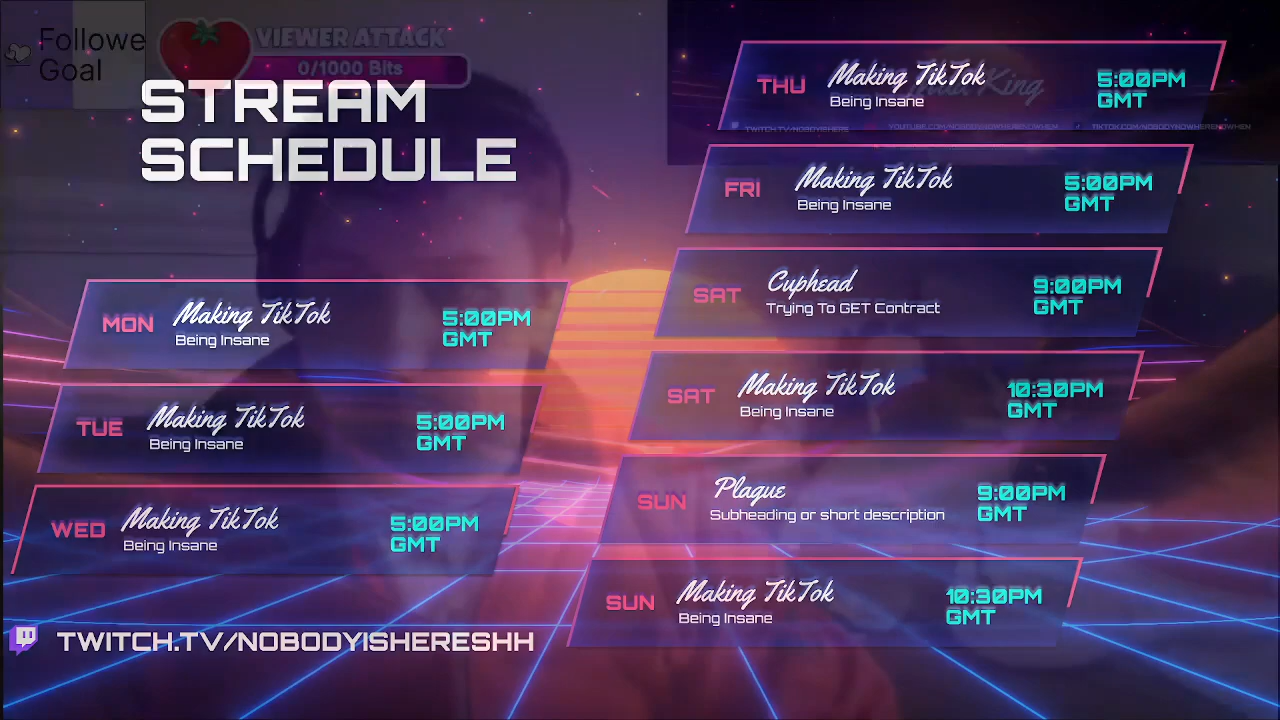 Followe
Goal
VIEWER ATTACK
0/1000 Bits
STREAM
SCHEDULE
MON
Making TikTok
Being Insane
5:00PM
GMT
TUE
Making TikTok
Being Insane
5:00PM
GMT
WED
Making TikTok
Being Insane
5:00PM
GMT
TWITCH.TV/NOBODYISHERESHH
THU
Making TikTok
Being Insane
5:00PM
GMT
King
FRI
Making TikTok
Being Insane
5:00PM
GMT
SAT
Cuphead
Trying To GET Contract
9:00PM
GMT
SAT
Making TikTok
Being Insane
10:30PM
GMT
SUN
Plague
Subheading or short description
9:00PM
GMT
SUN
Making TikTok
Being Insane
10:30PM
GMT